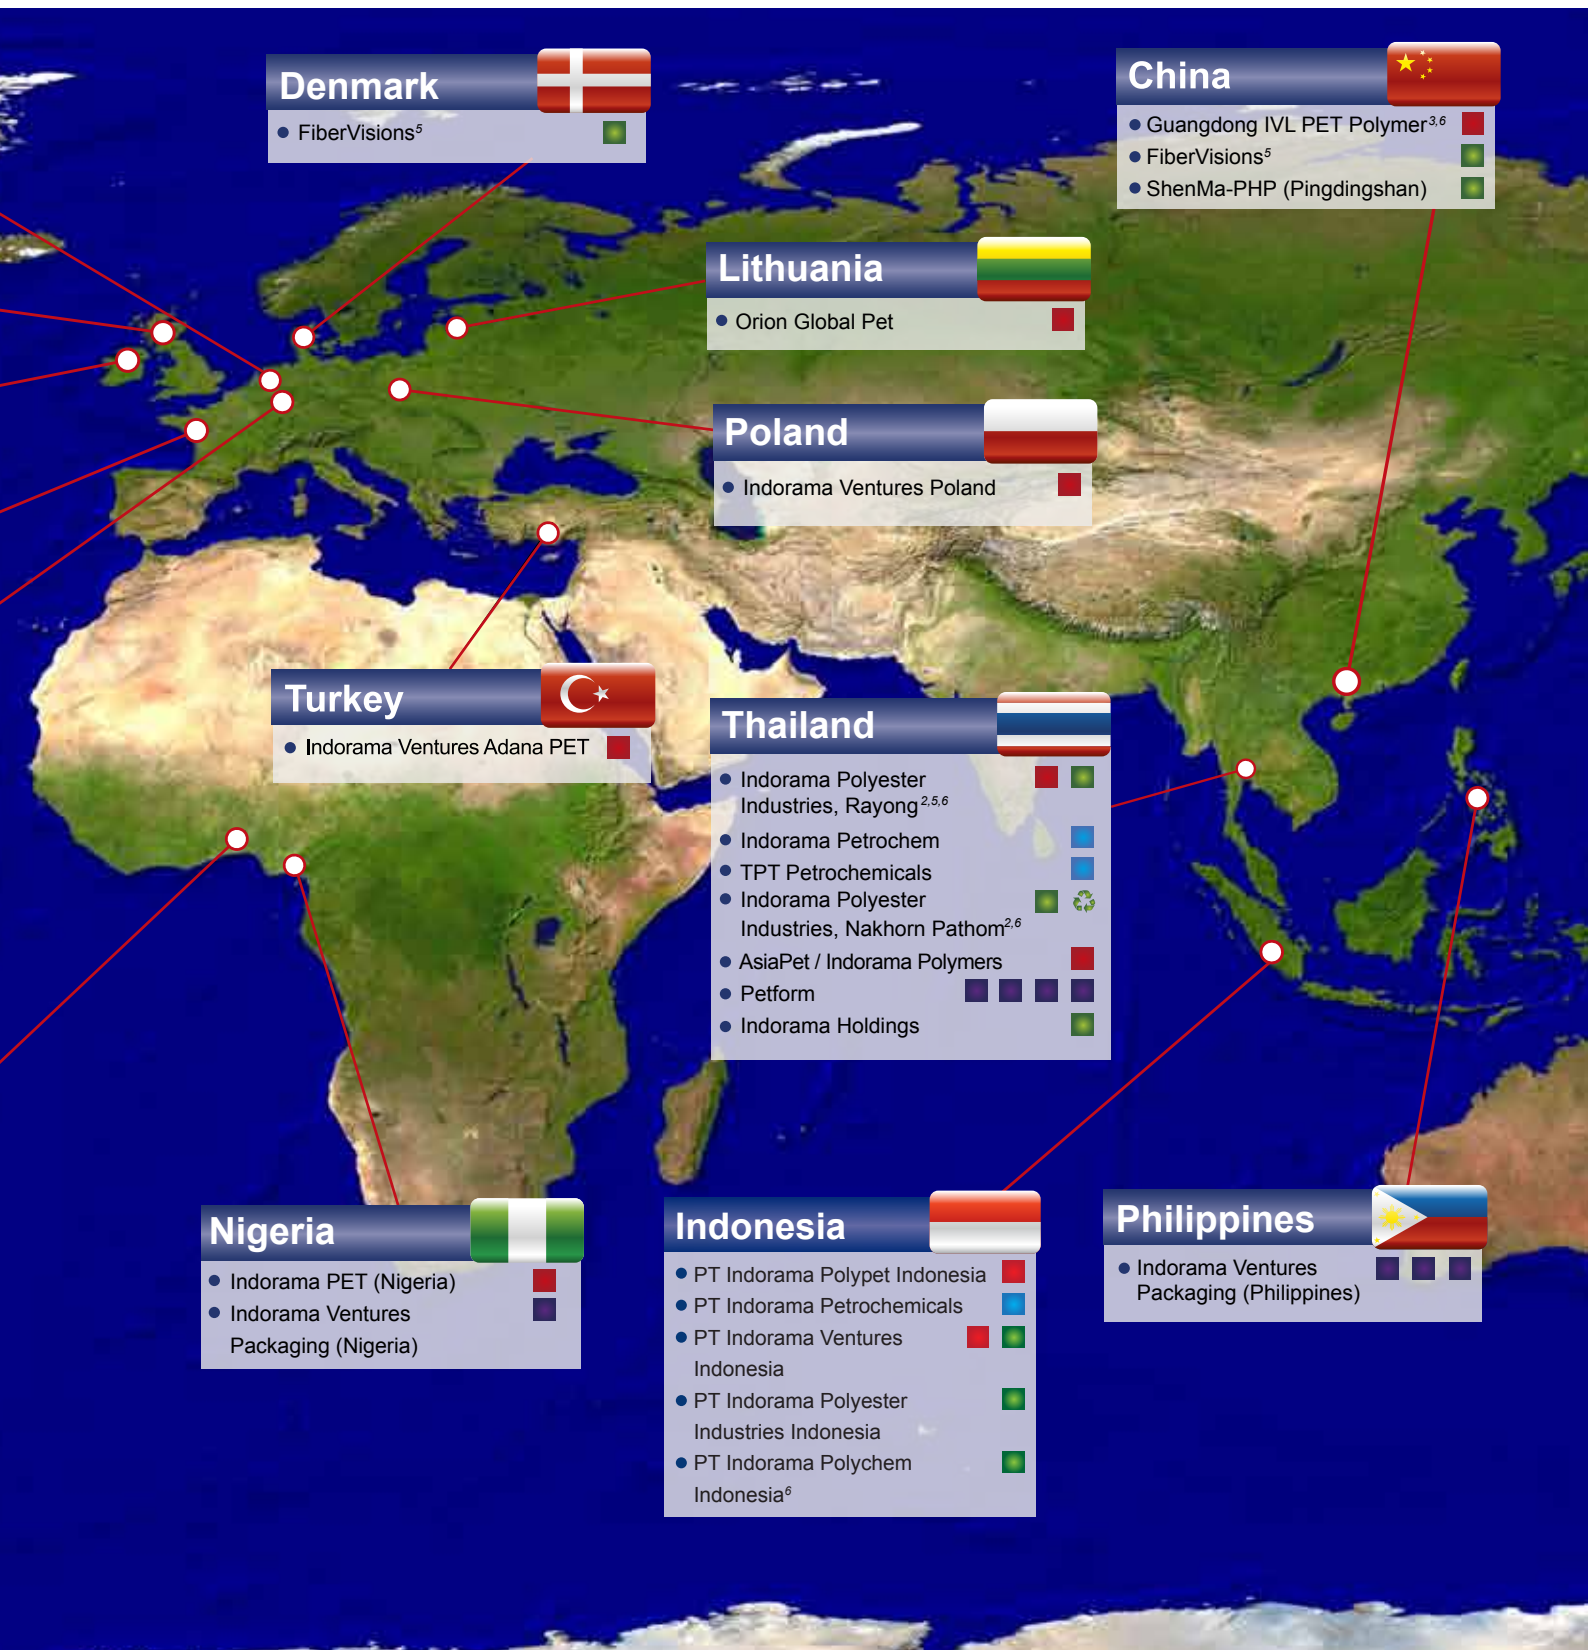 Denmark
FiberVisions5
China
Guangdong IVL PET Polymer3,6
FiberVisions5
ShenMa-PHP (Pingdingshan)
Lithuania
Orion Global Pet
Poland
Indorama Ventures Poland
Turkey
Indorama Ventures Adana PET
Thailand
Indorama Polyester
Industries, Rayong2,5,6
Indorama Petrochem
TPT Petrochemicals
Indorama Polyester
Industries, Nakhorn Pathom2,6
AsiaPet / Indorama Polymers
Petform
Indorama Holdings
Nigeria
Indorama PET (Nigeria)
Indorama Ventures
Packaging (Nigeria)
Indonesia
PT Indorama Polypet Indonesia
PT Indorama Petrochemicals
PT Indorama Ventures
Indonesia
PT Indorama Polyester
Industries Indonesia
PT Indorama Polychem
Indonesia6
Philippines
Indorama Ventures
Packaging (Philippines)